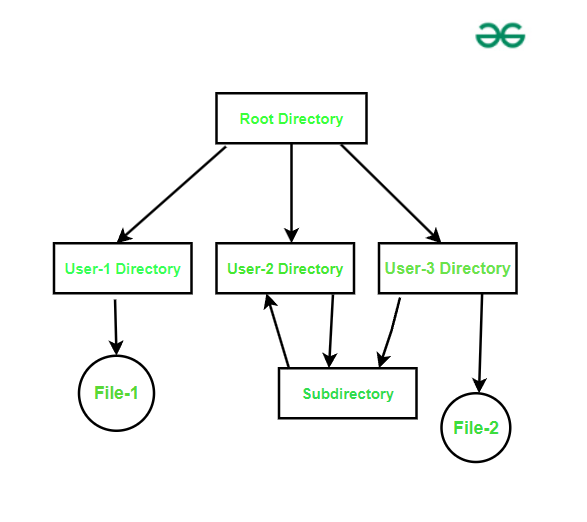 Root Directory
User-1 Directory
User-2 Directory
User-3 Directory
File-1
Subdirectory
File-2